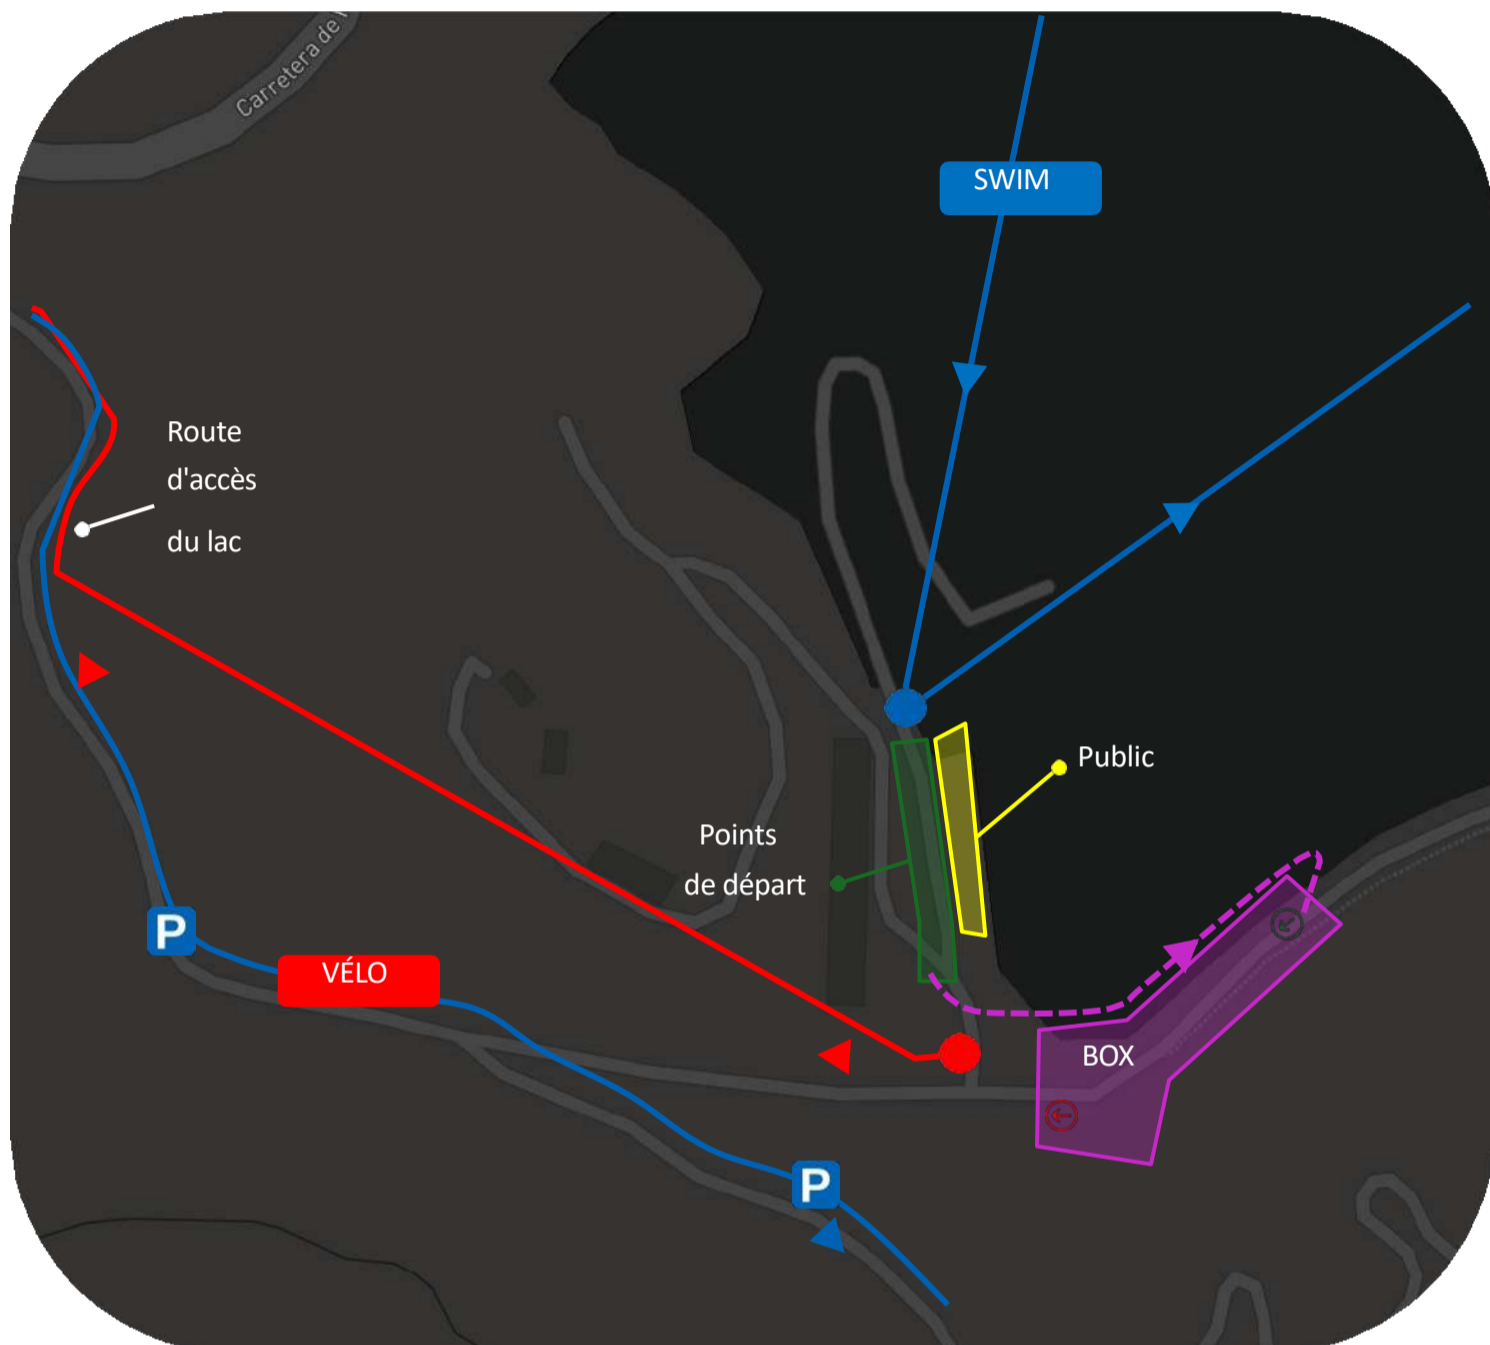 Carretera de
SWIM
Route
d'accès
du lac
Public
Points
de départ
P
VÉLO
BOX
P